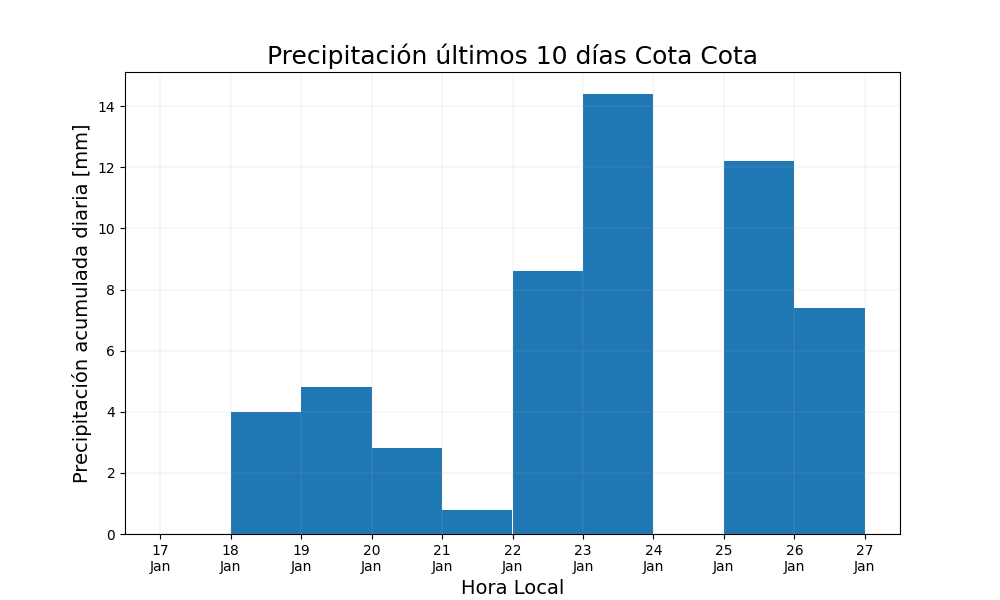 Precipitación últimos 10 días Cota Cota
Precipitación acumulada diaria [mm]
14
12
10
8
6
4
2
0
17 18 19 20 21 22 23 24 25 26 27
Jan Jan Jan Jan Jan Jan Jan Jan Jan Jan Jan
Hora Local